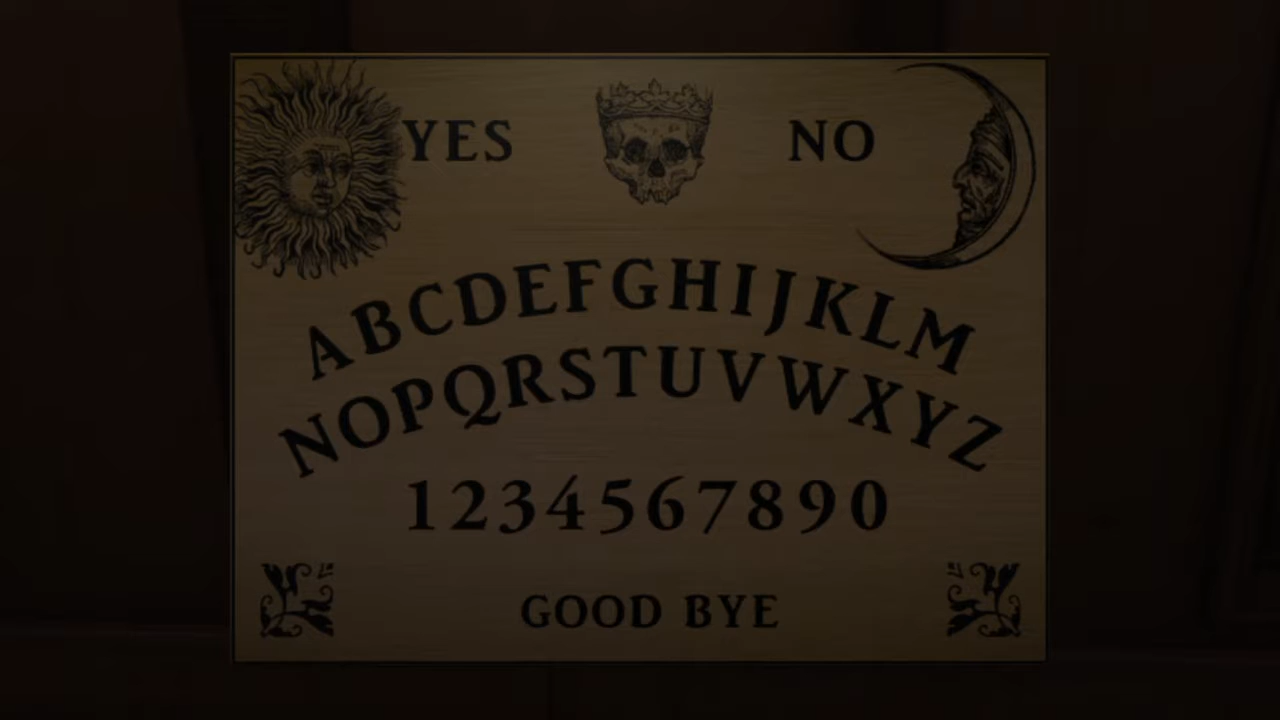 YES NO
ABCDEFGHIJKLM
NOPQRSTUVWXYZ
1234567890
GOOD BYE